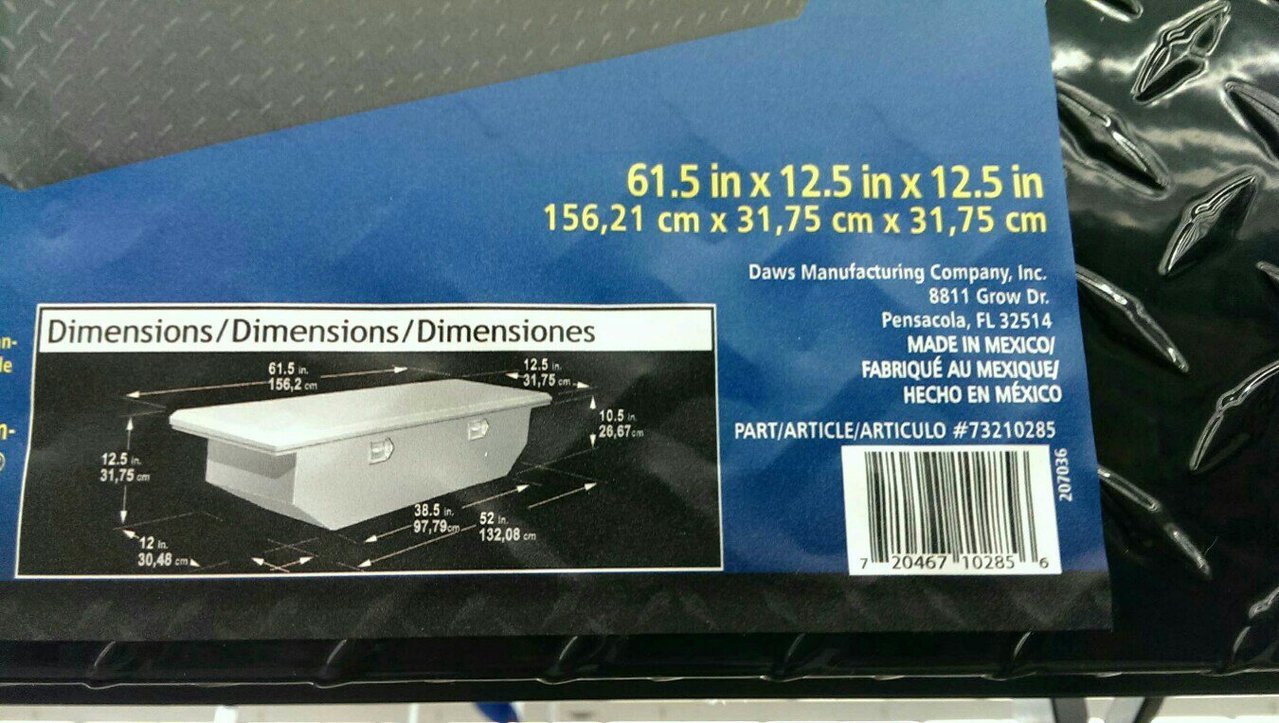 61.5 in x 12.5 in x 12.5 in
156,21 cm x 31,75 cm x 31,75 cm
Daws Manufacturing Company, Inc.
8811 Grow Dr.
Pensacola, FL 32514
MADE IN MEXICO/
FABRIQUÉ AU MEXIQUE/
HECHO EN MÉXICO
PART/ARTICLE/ARTICULO #73210285
207036
7 20467 10285 6
Dimensions/Dimensions/Dimensiones
61.5 in.
156,2 cm
12.5 in.
31,75 cm
10.5 in.
26,67cm
12.5 in.
31,75 cm
38.5 in.
97,79cm
52 in.
132,08 cm
12 in.
30,48 cm